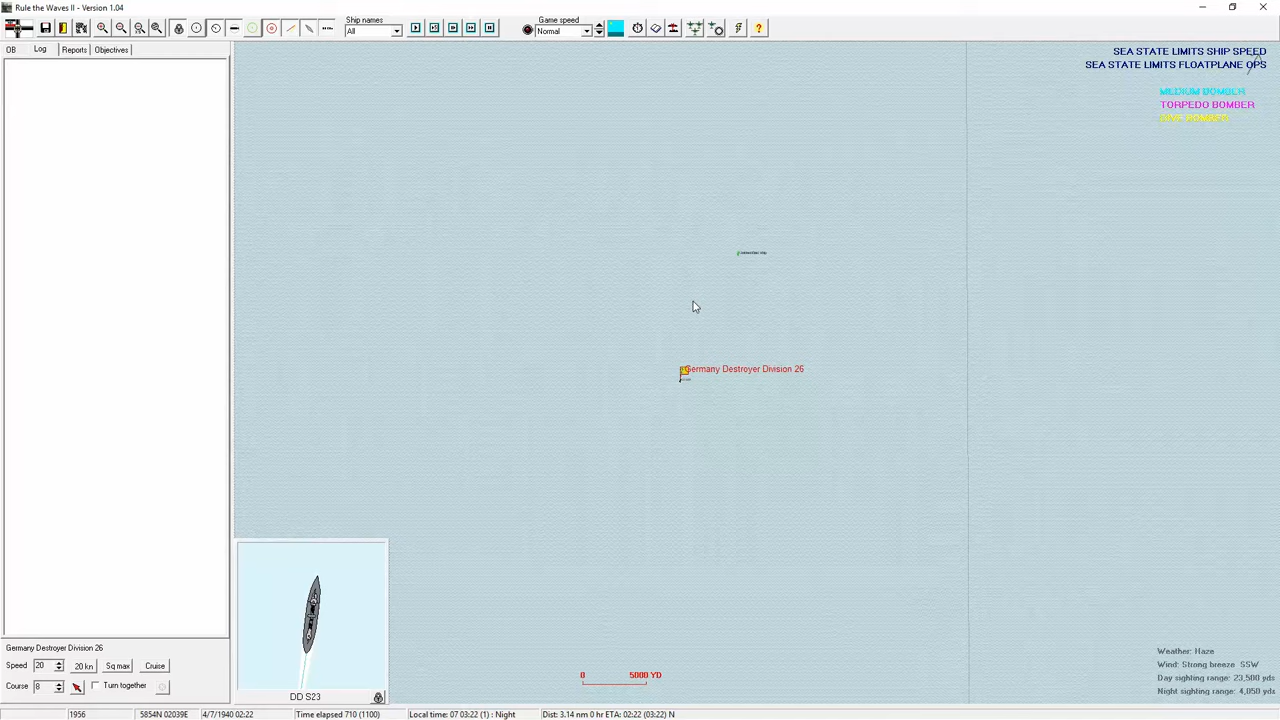 Rule the Waves II - Version 1.04
Ship names
All
Game speed
Normal
OB
Log
Reports
Objectives
SEA STATE LIMITS SHIP SPEED
SEA STATE LIMITS FLOATPLANE OPS
MEDIUM BOMBER
TORPEDO BOMBER
DIVE BOMBER
Germany Destroyer Division 26
Germany Destroyer Division 26
Speed 20 20 kn Sq max Cruise
Course 8 Turn together
DD S23
0 5000 YD
Weather: Haze
Wind: Strong breeze SSW
Day sighting range: 23,500 yds
Night sighting range: 4,050 yds
1956 5854N 02039E 4/7/1940 02:22 Time elapsed 710 (1100) Local time: 07 03:22 (1) : Night Dist: 3.14 nm 0 hr ETA: 02:22 (03:22) N